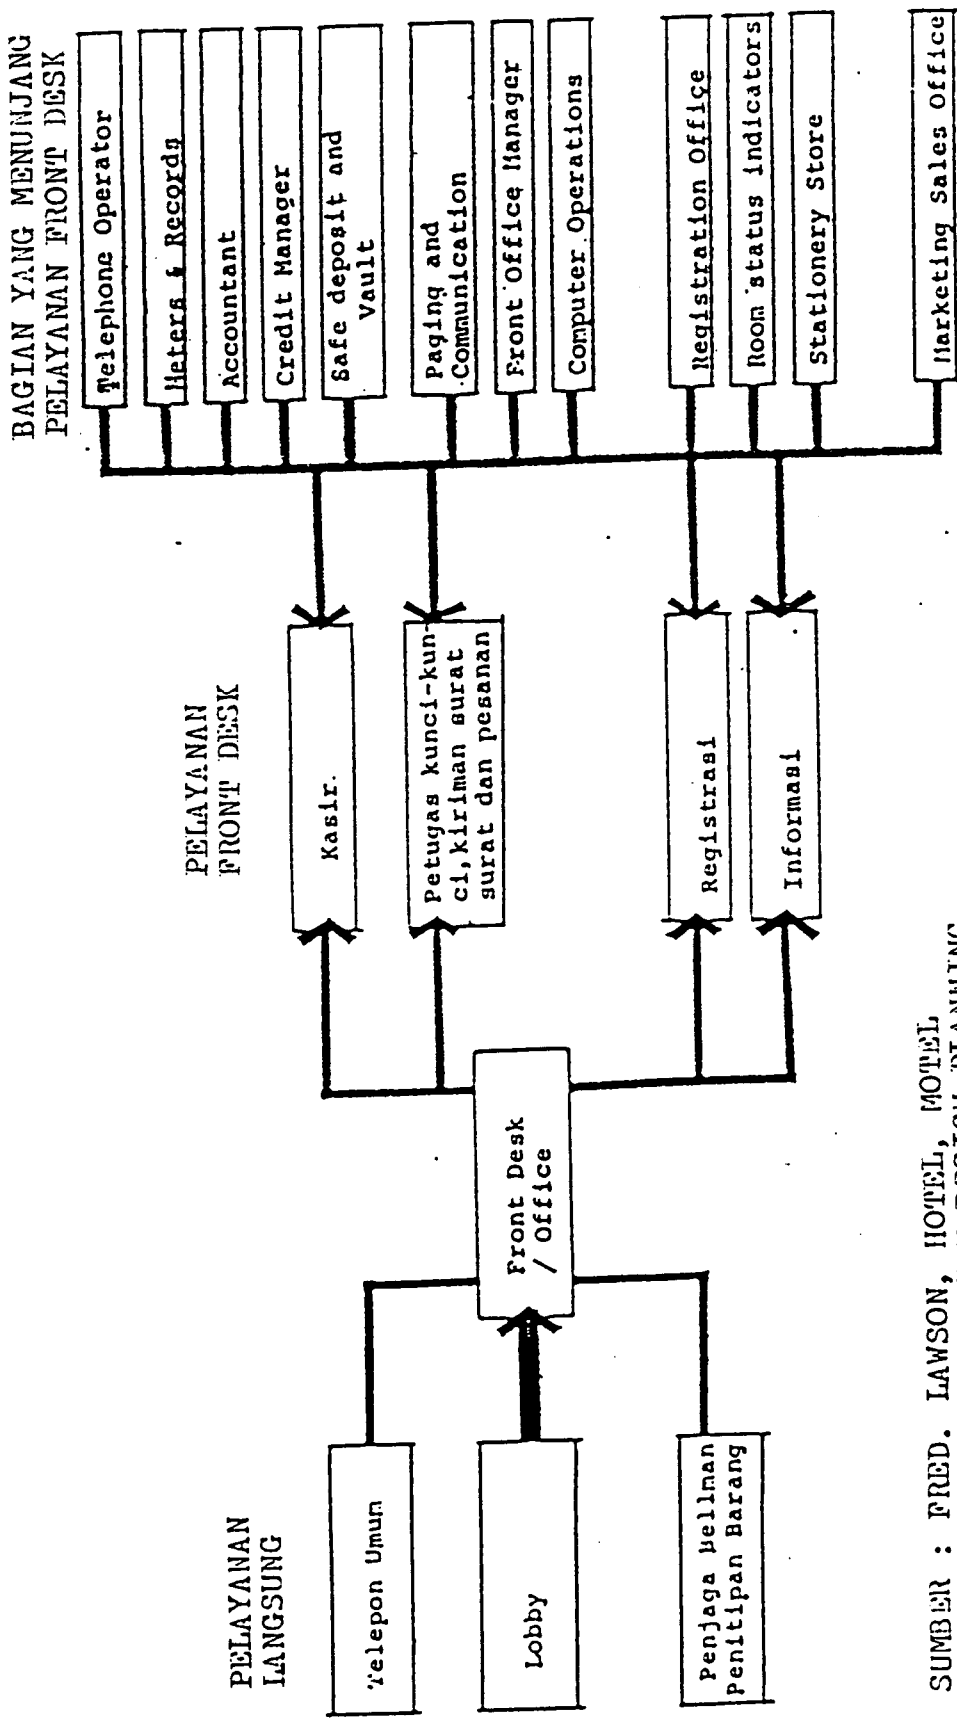 PELAYANAN
LANGSUNG
Telepon Umum
Lobby
Penjaga Bellman
Penitipan Barang
Front Desk
/ Office
PELAYANAN
FRONT DESK
Kasir.
Petugas kunci-kun-
ci,kiriman surat
surat dan pesanan
Registrasi
Informasi
BAGIAN YANG MENUNJANG
PELAYANAN FRONT DESK
Telephone Operator
Meters & Records
Accountant
Credit Manager
Safe deposit and
Vault
Paging and
Communication
Front Office Manager
Computer Operations
Registration Office
Room status indicators
Stationery Store
Marketing Sales Office
SUMBER : FRED. LAWSON, HOTEL, MOTEL
DESIGN PLANNING